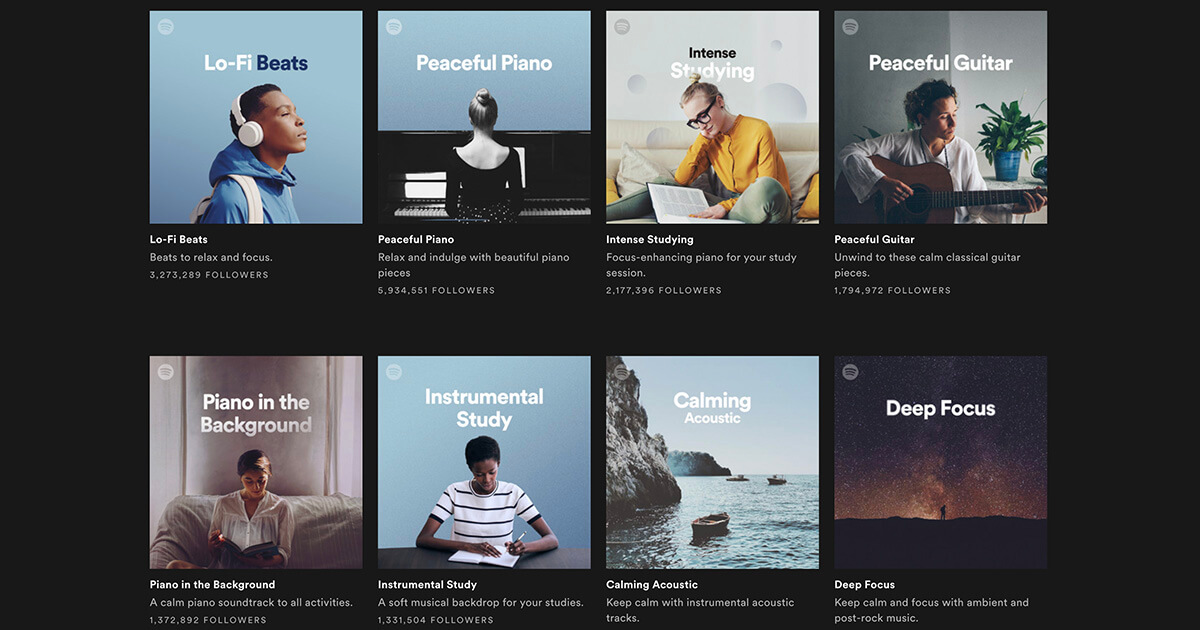 Lo-Fi Beats
Peaceful Piano
Intense
Studying
Peaceful Guitar
Lo-Fi Beats
Beats to relax and focus.
3,273,289 FOLLOWERS
Peaceful Piano
Relax and indulge with beautiful piano
pieces
5,934,551 FOLLOWERS
Intense Studying
Focus-enhancing piano for your study
session.
2,177,396 FOLLOWERS
Peaceful Guitar
Unwind to these calm classical guitar
pieces.
1,794,972 FOLLOWERS
Piano in the
Background
Instrumental
Study
Calming
Acoustic
Deep Focus
Piano in the Background
A calm piano soundtrack to all activities.
1,372,892 FOLLOWERS
Instrumental Study
A soft musical backdrop for your studies.
1,331,504 FOLLOWERS
Calming Acoustic
Keep calm with instrumental acoustic
tracks.
Deep Focus
Keep calm and focus with ambient and
post-rock music.